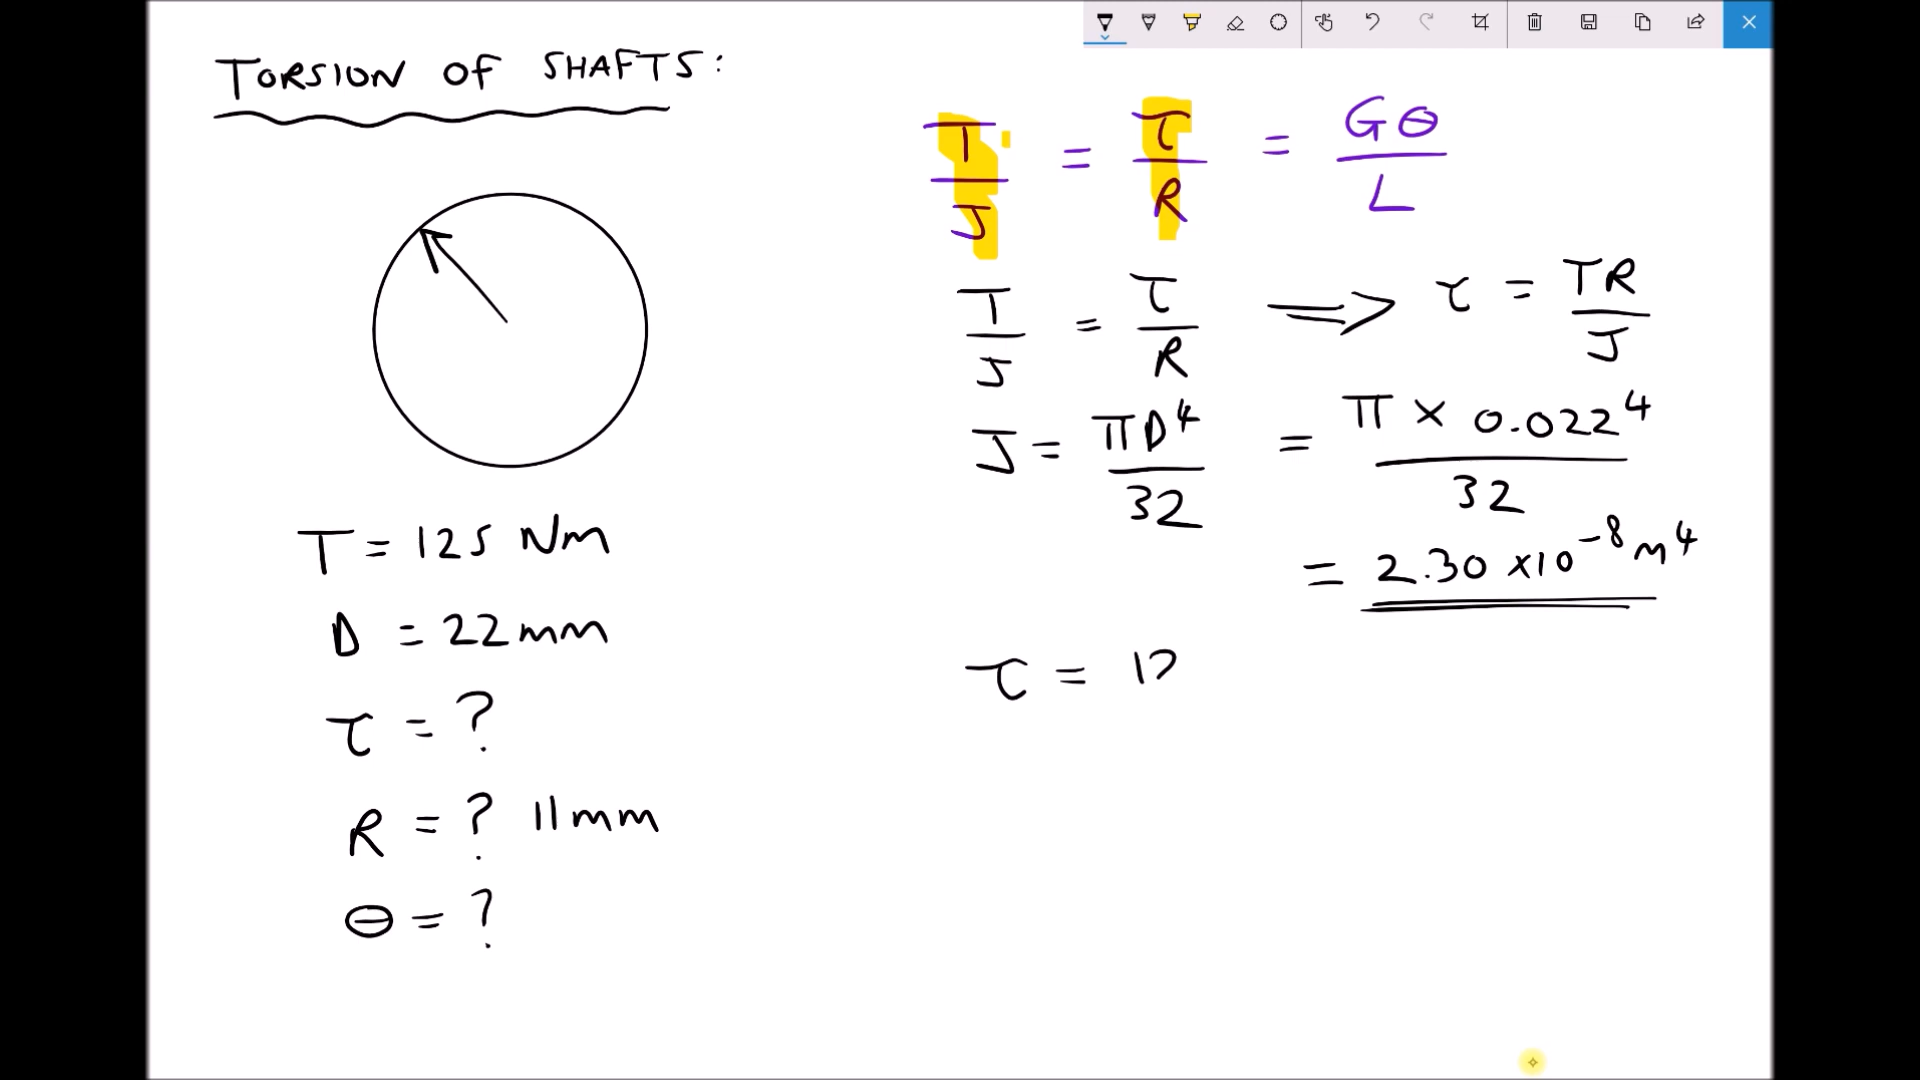 TORSION OF SHAFTS:
T/J = τ/R = Gθ/L
T/J = τ/R ⟹ τ = TR/J
J = πD⁴/32 = π × 0.022⁴/32
= 2.30 ×10⁻⁸ m⁴
T = 125 Nm
D = 22mm
τ = ?
R = ? 11mm
θ = ?
τ = 12